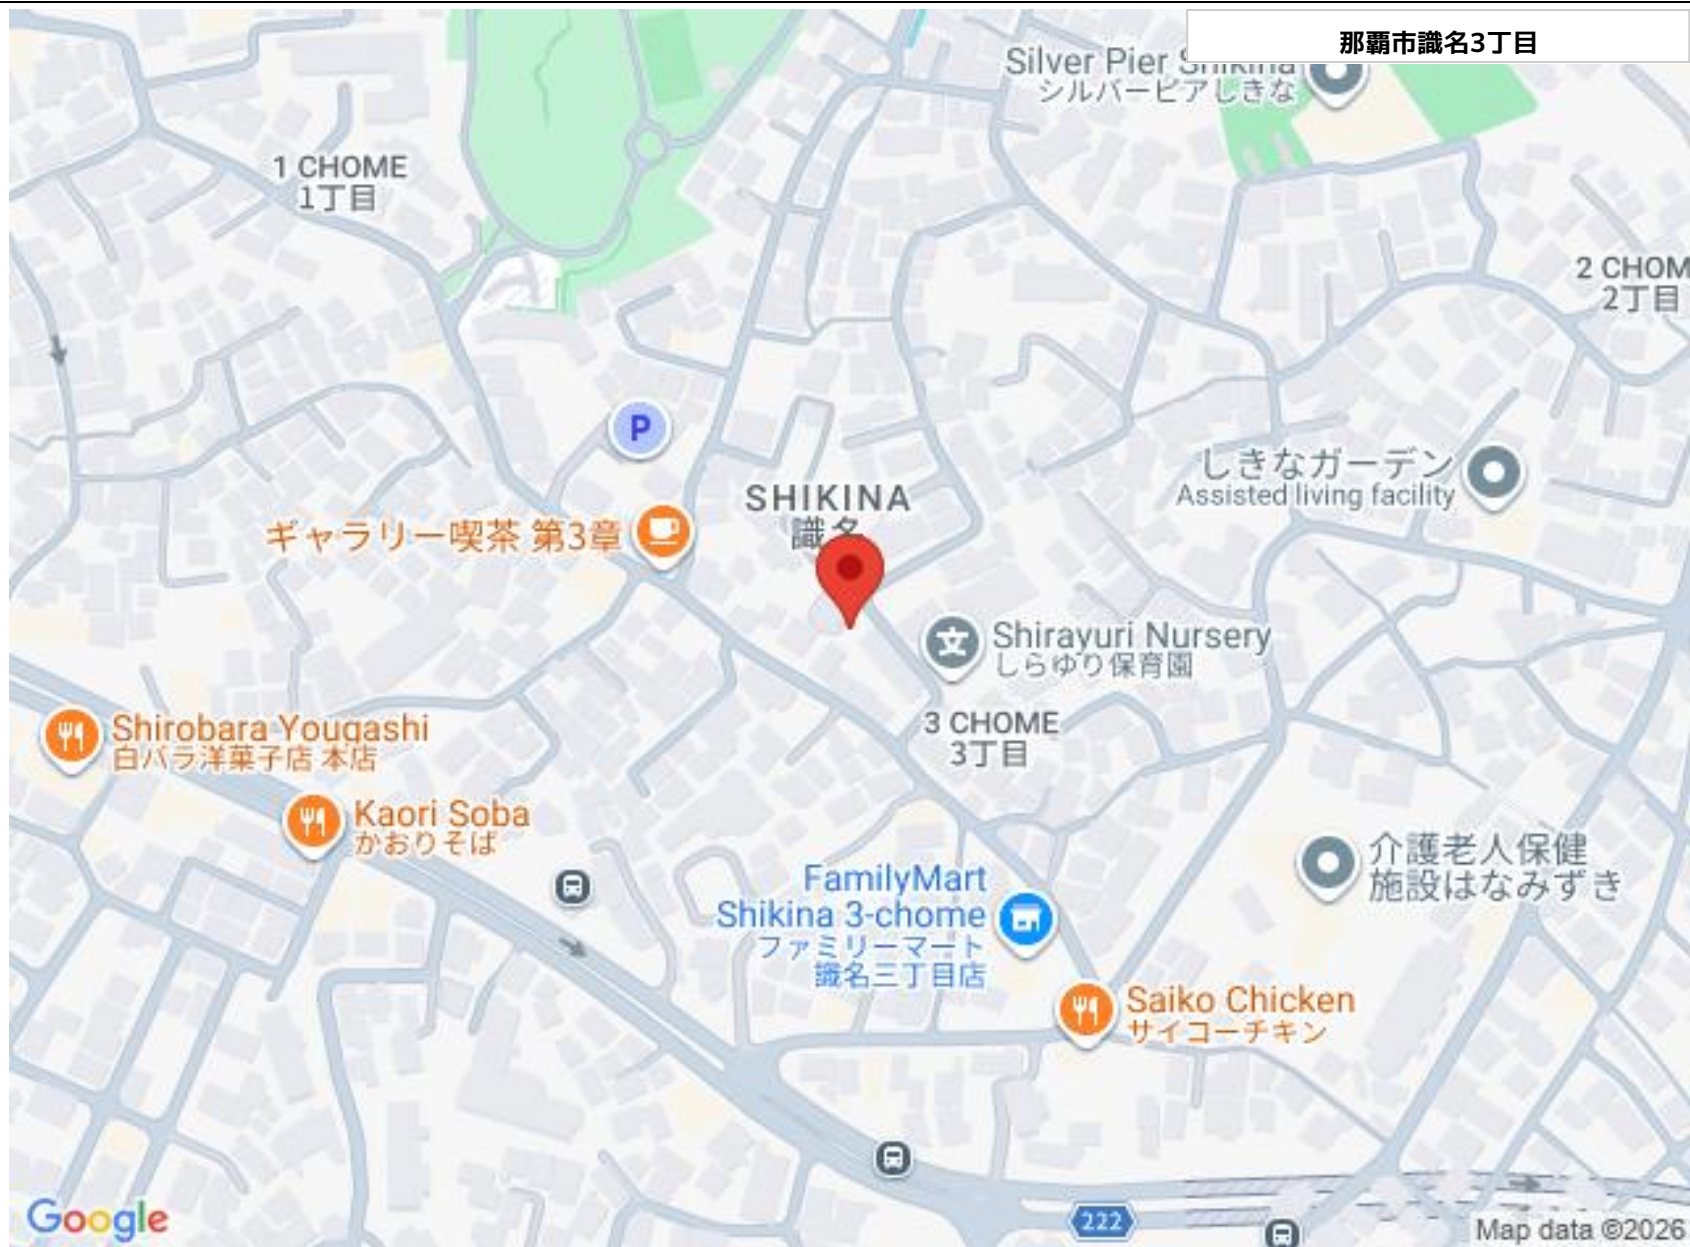 那覇市識名3丁目
Silver Pier Shikina
シルバーピアしきな
1 CHOME
1丁目
2 CHOM
2丁目
P
しきなガーデン
Assisted living facility
SHIKINA
識名
ギャラリー喫茶 第3章
文
Shirayuri Nursery
しらゆり保育園
3 CHOME
3丁目
Shirobara Yougashi
白バラ洋菓子店 本店
Kaori Soba
かおりそば
介護老人保健
施設はなみずき
FamilyMart
Shikina 3-chome
ファミリーマート
識名三丁目店
Saiko Chicken
サイコーチキン
222
Google
Map data ©2026